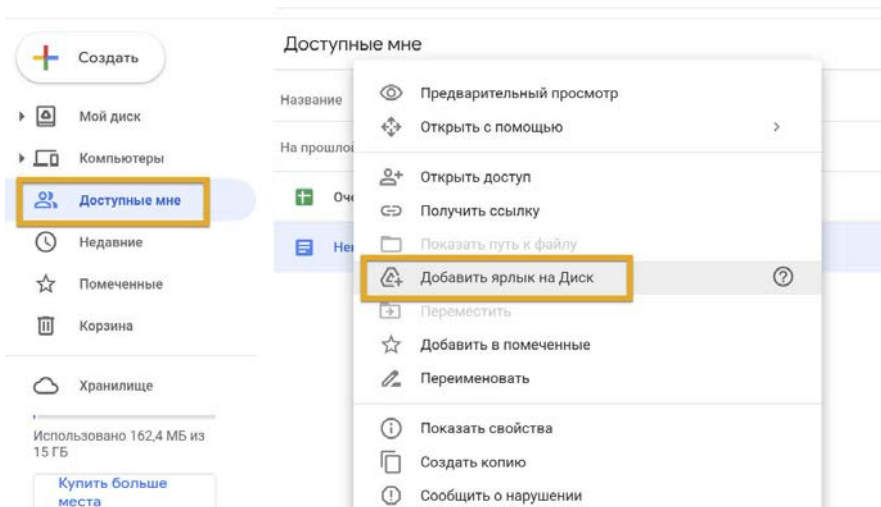 Создать
Мой диск
Компьютеры
Доступные мне
Недавние
Помеченные
Корзина
Хранилище
Использовано 162,4 МБ из
15 ГБ
Купить больше
места
Доступные мне
Название
На
Предварительный просмотр
Открыть с помощью
Открыть доступ
Получить ссылку
Показать путь к файлу
Добавить ярлык на Диск
Переместить
Добавить в помеченные
Переименовать
Показать свойства
Создать копию
Сообщить о нарушении